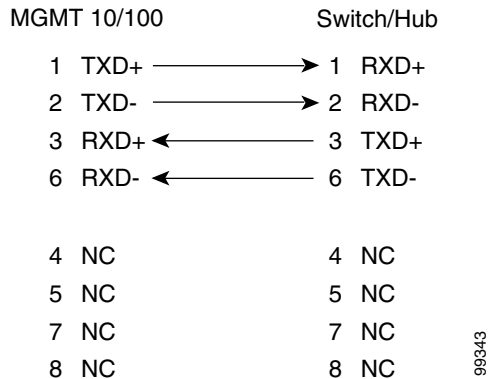 MGMT 10/100 Switch/Hub
1 TXD+ 1 RXD+
2 TXD- 2 RXD-
3 RXD+ 3 TXD+
6 RXD- 6 TXD-
4 NC 4 NC
5 NC 5 NC
7 NC 7 NC
8 NC 8 NC
99343